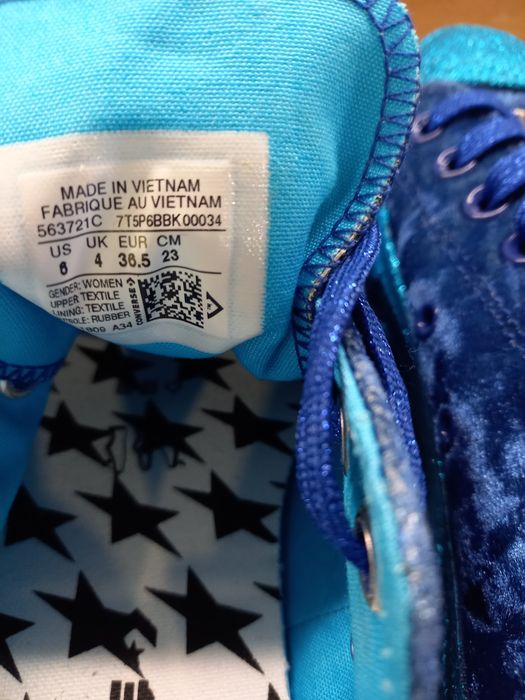 MADE IN VIETNAM
FABRIQUE AU VIETNAM
563721C 7T5P6BBK00034
US UK EUR CM
6 4 36.5 23
GENDER: WOMEN
UPPER: TEXTILE
LINING: TEXTILE
RUBBER
A34
CONVERSE